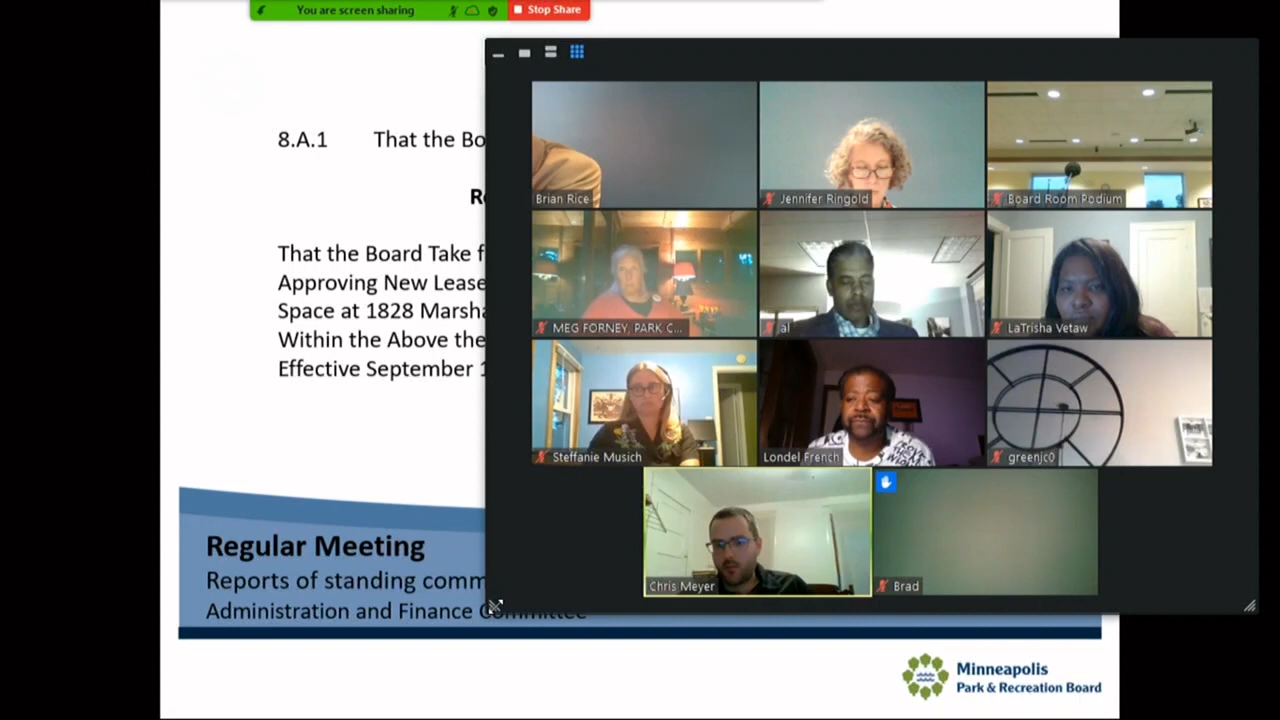 You are screen sharing
Stop Share
8.A.1 That the Bo
Re
That the Board Take f
Approving New Lease
Space at 1828 Marsha
Within the Above the
Effective September 1
Brian Rice
Jennifer Ringold
Board Room Podium
MEG FORNEY, PARK C...
al
LaTrisha Vetaw
Steffanie Musich
Londel French
greenjc0
Chris Meyer
Brad
Regular Meeting
Reports of standing comm
Administration and Finance Committee
Minneapolis
Park & Recreation Board